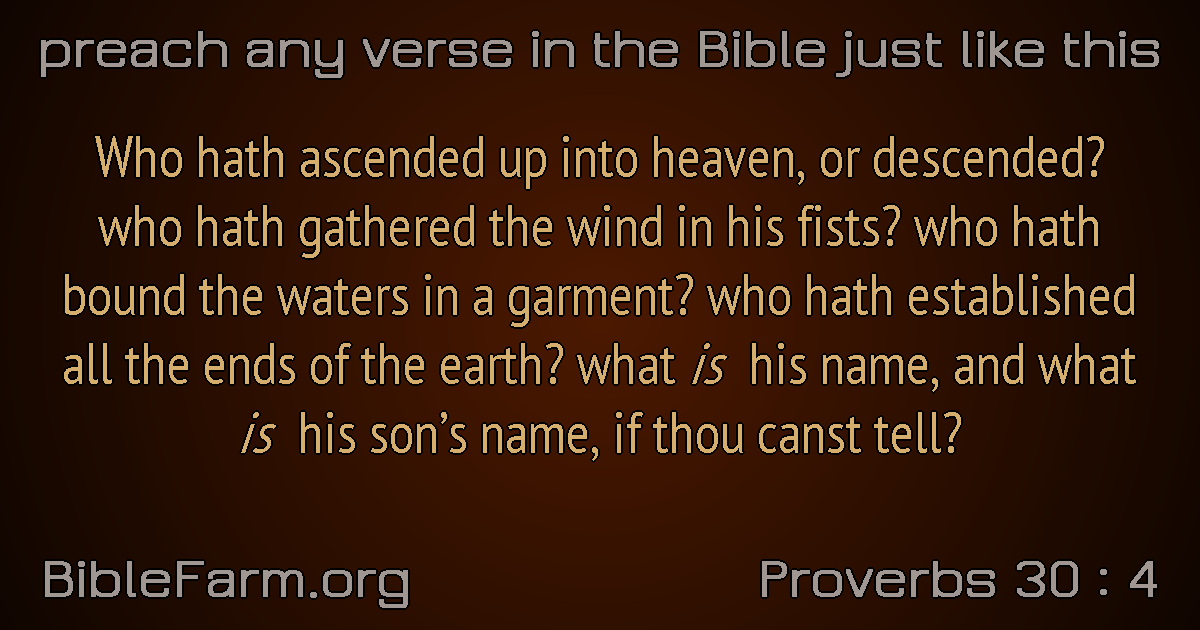 preach any verse in the Bible just like this
Who hath ascended up into heaven, or descended?
who hath gathered the wind in his fists? who hath
bound the waters in a garment? who hath established
all the ends of the earth? what is his name, and what
is his son’s name, if thou canst tell?
BibleFarm.org
Proverbs 30 : 4